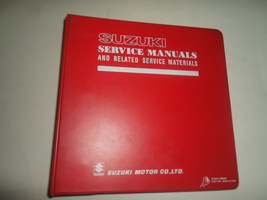 SUZUKI
SERVICE MANUALS
AND RELATED SERVICE MATERIALS
SUZUKI MOTOR CO., LTD.